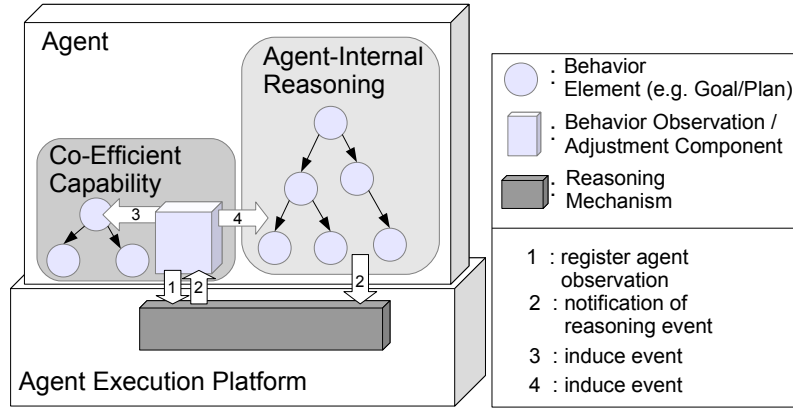 Agent
Agent-Internal
Reasoning
Co-Efficient
Capability
3
4
1
2
2
Agent Execution Platform
: Behavior
Element (e.g. Goal/Plan)
: Behavior Observation /
Adjustment Component
: Reasoning
Mechanism
1 : register agent
observation
2 : notification of
reasoning event
3 : induce event
4 : induce event